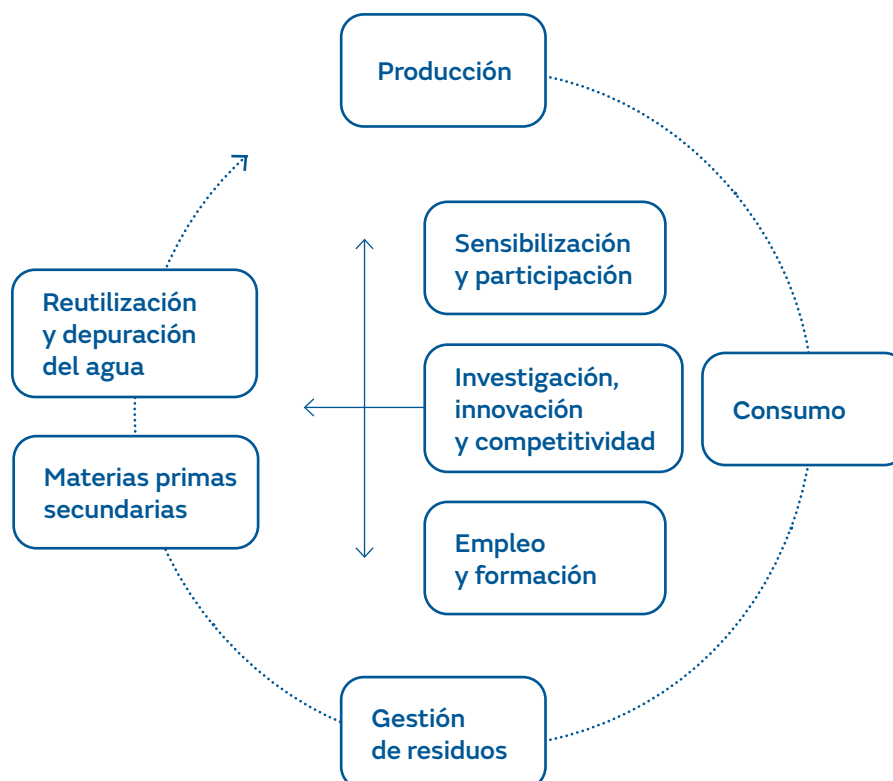 Producción
Sensibilización
y participación
Reutilización
y depuración
del agua
Investigación,
innovación
y competitividad
Consumo
Materias primas
secundarias
Empleo
y formación
Gestión
de residuos